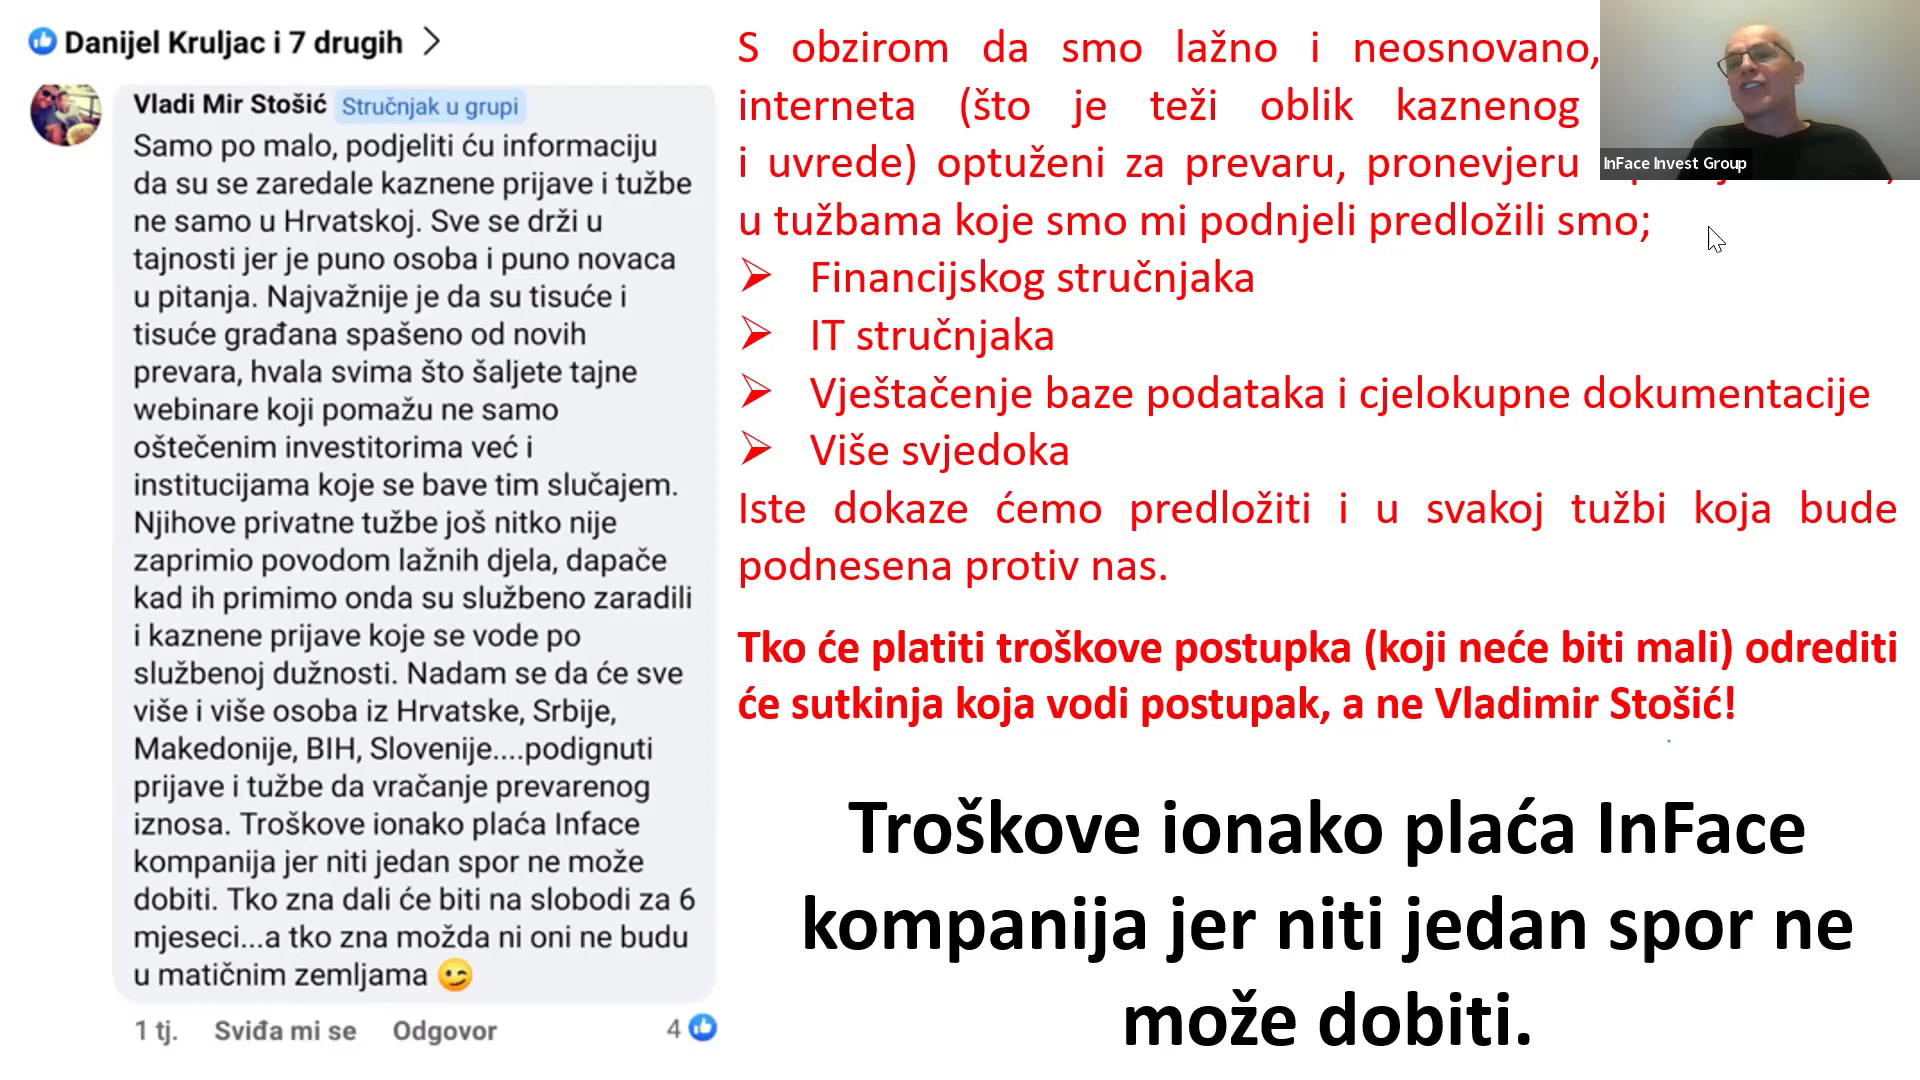 Danijel Kruljac i 7 drugih
Vladi Mir Stošić Stručnjak u grupi
Samo po malo, podjeliti ću informaciju
da su se zaredale kaznene prijave i tužbe
ne samo u Hrvatskoj. Sve se drži u
tajnosti jer je puno osoba i puno novaca
u pitanja. Najvažnije je da su tisuće i
tisuće građana spašeno od novih
prevara, hvala svima što šaljete tajne
webinare koji pomažu ne samo
oštečenim investitorima već i
institucijama koje se bave tim slučajem.
Njihove privatne tužbe još nitko nije
zaprimio povodom lažnih djela, dapače
kad ih primimo onda su službeno zaradili
i kaznene prijave koje se vode po
službenoj dužnosti. Nadam se da će sve
više i više osoba iz Hrvatske, Srbije,
Makedonije, BIH, Slovenije....podignuti
prijave i tužbe da vračanje prevarenog
iznosa. Troškove ionako plaća Inface
kompanija jer niti jedan spor ne može
dobiti. Tko zna dali će biti na slobodi za 6
mjeseci...a tko zna možda ni oni ne budu
u matičnim zemljama 😉
1 tj. Sviđa mi se Odgovor 4
S obzirom da smo lažno i neosnovano,
interneta (što je teži oblik kaznenog
i uvrede) optuženi za prevaru, pronevjeru
u tužbama koje smo mi podnjeli predložili smo;
➢ Financijskog stručnjaka
➢ IT stručnjaka
➢ Vještačenje baze podataka i cjelokupne dokumentacije
➢ Više svjedoka
Iste dokaze ćemo predložiti i u svakoj tužbi koja bude
podnesena protiv nas.
Tko će platiti troškove postupka (koji neće biti mali) odrediti
će sutkinja koja vodi postupak, a ne Vladimir Stošić!
Troškove ionako plaća InFace
kompanija jer niti jedan spor ne
može dobiti.
InFace Invest Group